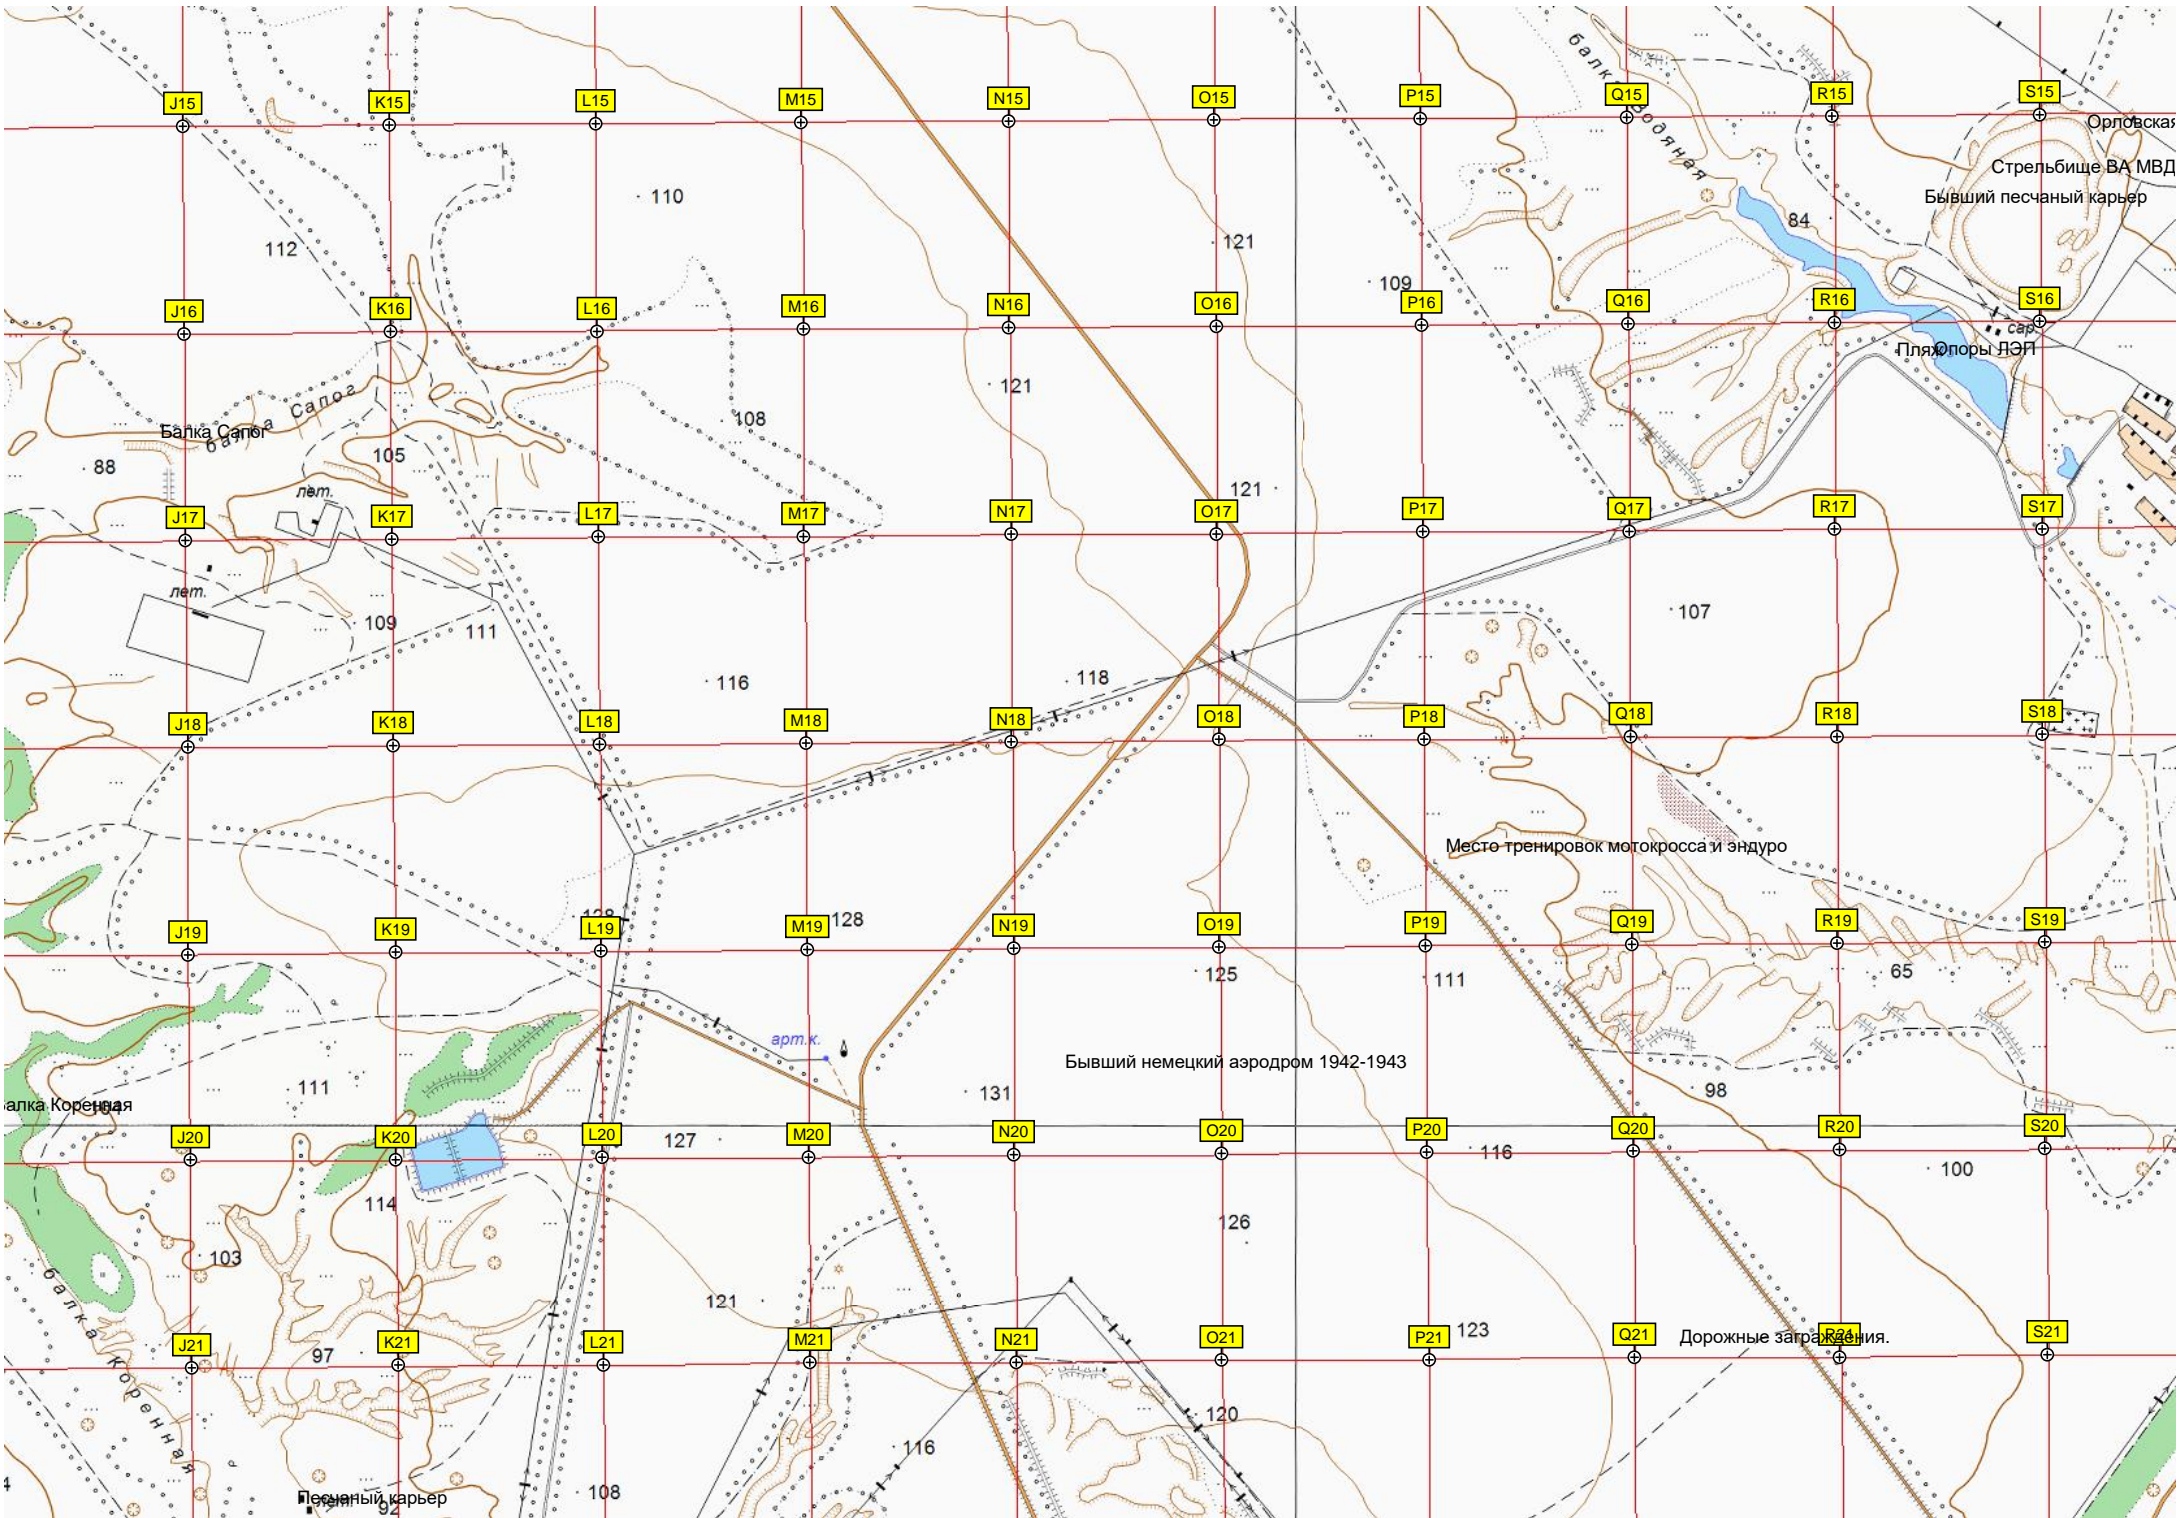 балка Водяная
J15
K15
L15
M15
N15
O15
P15
Q15
R15
S15
Орловская
Стрельбище ВА МВД
Бывший песчаный карьер
110
84
112
121
109
J16
K16
L16
M16
N16
O16
P16
Q16
R16
S16
сар.
Пляж
Опоры ЛЭП
121
балка Сапог
Балка Сапог
108
105
88
лет.
121
J17
K17
L17
M17
N17
O17
P17
Q17
R17
S17
лет.
109
111
107
116
118
J18
K18
L18
M18
N18
O18
P18
Q18
R18
S18
Место тренировок мотокросса и эндуро
128
128
J19
K19
L19
M19
N19
O19
P19
Q19
R19
S19
125
111
65
арт.к.
Бывший немецкий аэродром 1942-1943
111
131
98
алка Коренная
J20
K20
L20
M20
N20
O20
P20
Q20
R20
S20
127
116
100
114
126
103
балка Коренная
121
J21
K21
L21
M21
N21
O21
P21
Q21
R21
S21
123
Дорожные заграждения.
97
120
116
108
Песчаный карьер
92